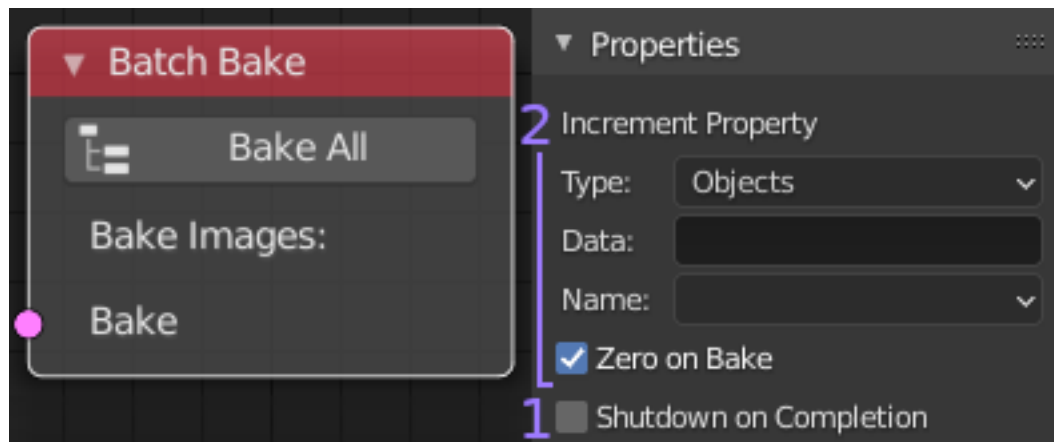 Batch Bake
Bake All
Bake Images:
Bake
Properties
2
Increment Property
Type: Objects
Data:
Name:
Zero on Bake
1
Shutdown on Completion